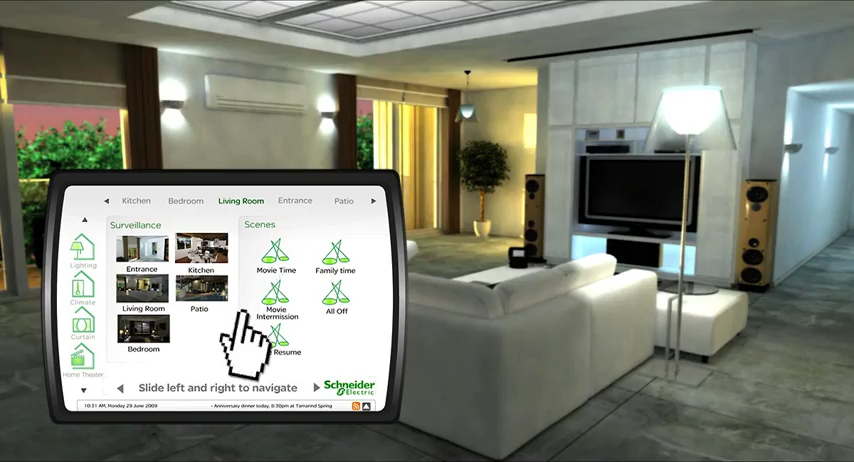 Kitchen Bedroom Living Room Entrance Patio
Surveillance
Scenes
Lighting
Climate
Curtain
Home Theater
Entrance
Kitchen
Living Room
Patio
Bedroom
Movie Time
Family time
Movie Intermission
All Off
Resume
Slide left and right to navigate
Schneider
Electric
10:31 AM, Monday 29 June 2009 - Anniversary dinner today, 8:30pm at Tamarind Spring